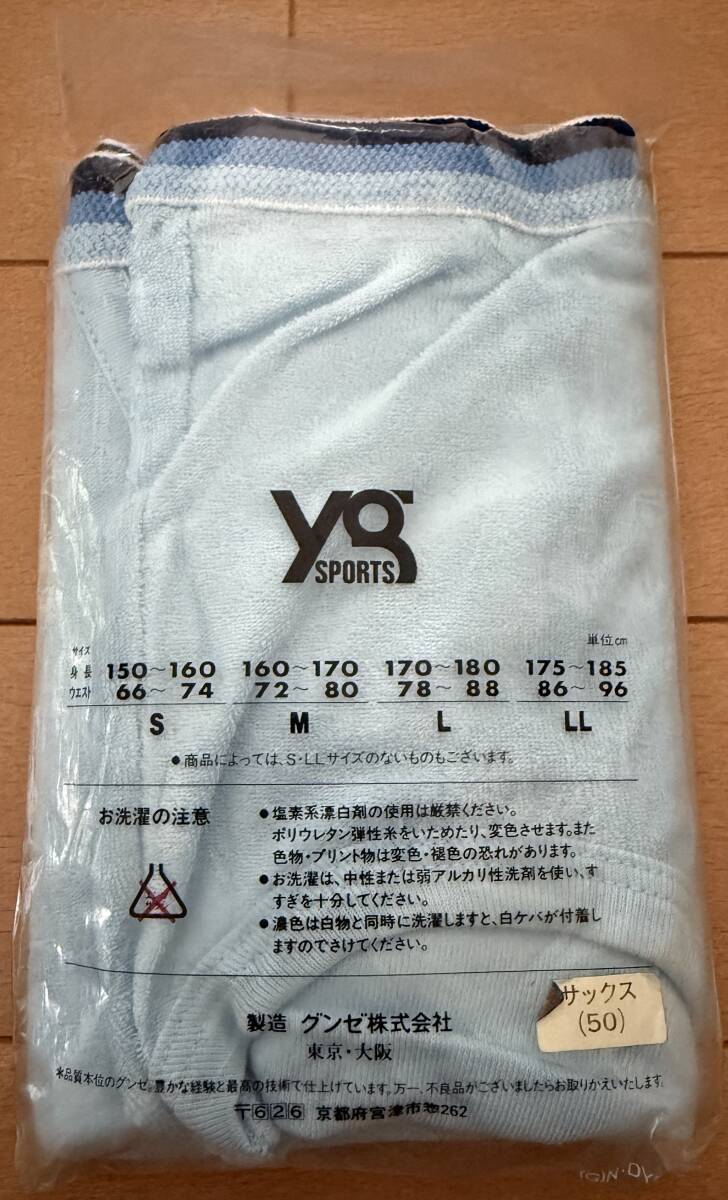 YG
SPORTS
単位cm
サイズ
身長 150〜160 160〜170 170〜180 175〜185
ウエスト 66〜74 72〜80 78〜88 86〜96
S M L LL
●商品によっては、S・LLサイズのないものもございます。
お洗濯の注意
●塩素系漂白剤の使用は厳禁ください。
ポリウレタン弾性糸をいためたり、変色させます。また
色物・プリント物は変色・褪色の恐れがあります。
●お洗濯は、中性または弱アルカリ性洗剤を使い、す
すぎを十分してください。
●濃色は白物と同時に洗濯しますと、白ケバが付着し
ますのでさけてください。
サックス
(50)
製造 グンゼ株式会社
東京・大阪
※品質本位のグンゼ。豊かな経験と最高の技術で仕上げています。万一、不良品がございましたらお取りかえいたします。
〒626 京都府宮津市惣262